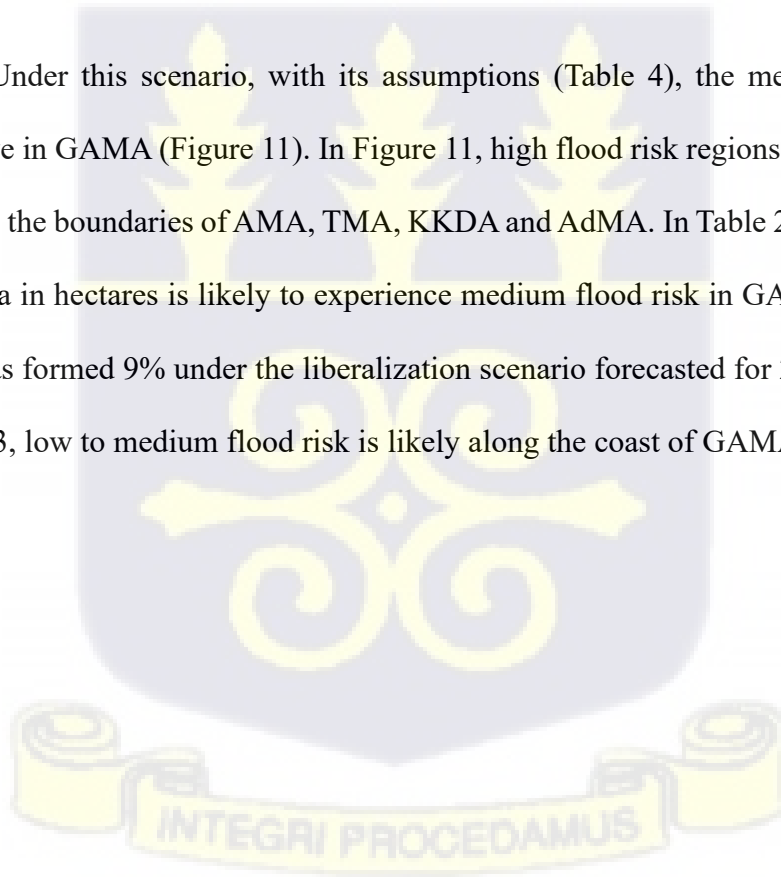 Under this scenario, with its assumptions (Table 4), the me
e in GAMA (Figure 11). In Figure 11, high flood risk regions
the boundaries of AMA, TMA, KKDA and AdMA. In Table 2
a in hectares is likely to experience medium flood risk in GA
s formed 9% under the liberalization scenario forecasted for
3, low to medium flood risk is likely along the coast of GAMA
INTEGRI PROCEDAMUS